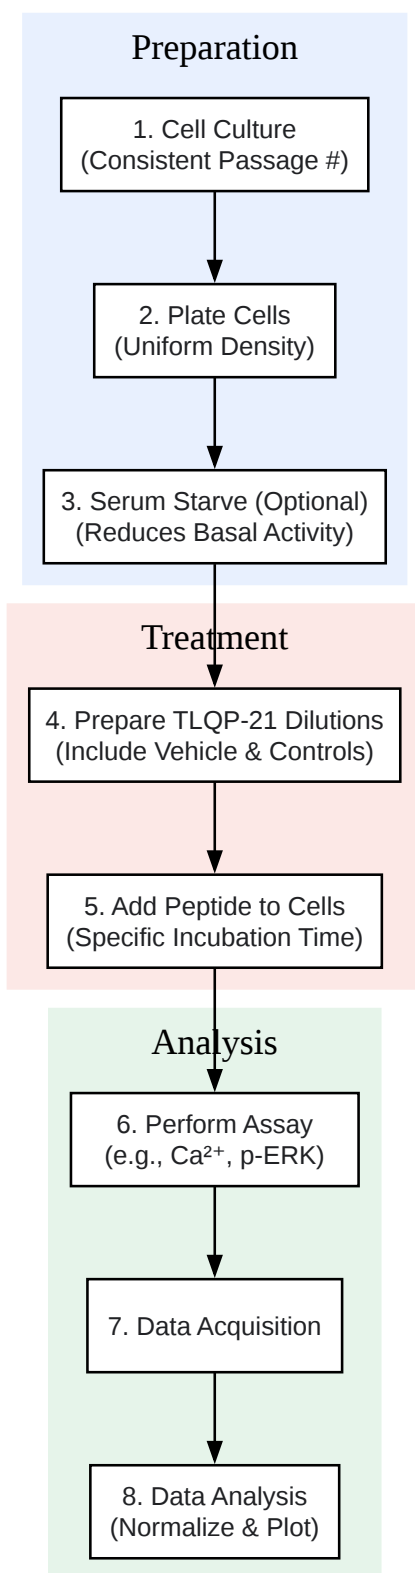 Preparation
1. Cell Culture
(Consistent Passage #)
2. Plate Cells
(Uniform Density)
3. Serum Starve (Optional)
(Reduces Basal Activity)
Treatment
4. Prepare TLQP-21 Dilutions
(Include Vehicle & Controls)
5. Add Peptide to Cells
(Specific Incubation Time)
Analysis
6. Perform Assay
(e.g., Ca²⁺, p-ERK)
7. Data Acquisition
8. Data Analysis
(Normalize & Plot)